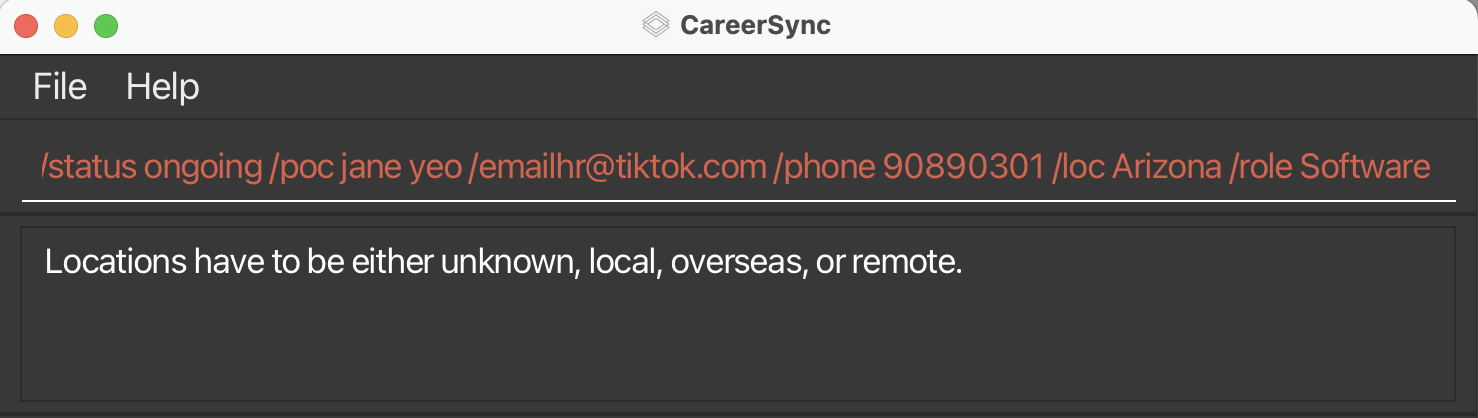 CareerSync
File Help
/status ongoing /poc jane yeo /emailhr@tiktok.com /phone 90890301 /loc Arizona /role Software
Locations have to be either unknown, local, overseas, or remote.